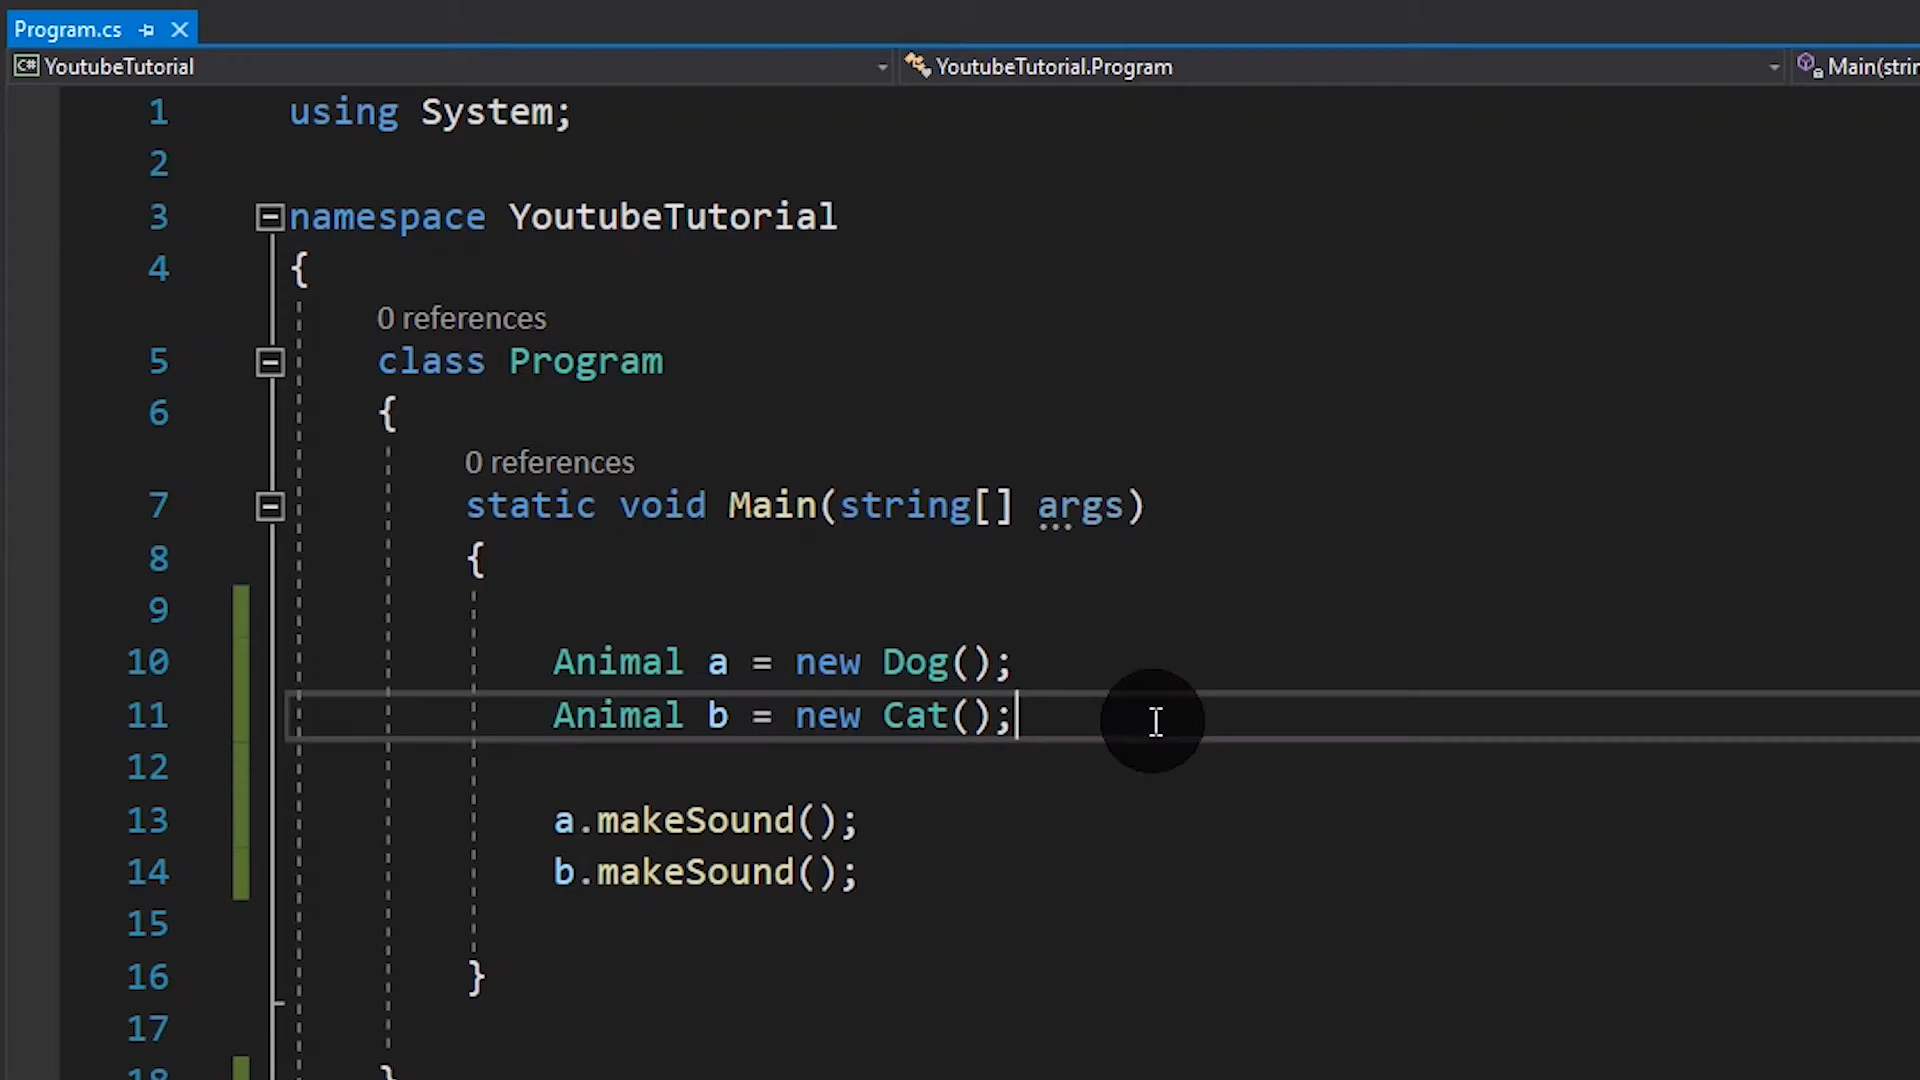 Program.cs
C# YoutubeTutorial YoutubeTutorial.Program Main(strin
1 using System;
2
3 namespace YoutubeTutorial
4 {
0 references
5 class Program
6 {
0 references
7 static void Main(string[] args)
8 {
9
10 Animal a = new Dog();
11 Animal b = new Cat();
12
13 a.makeSound();
14 b.makeSound();
15
16 }
17
18 }